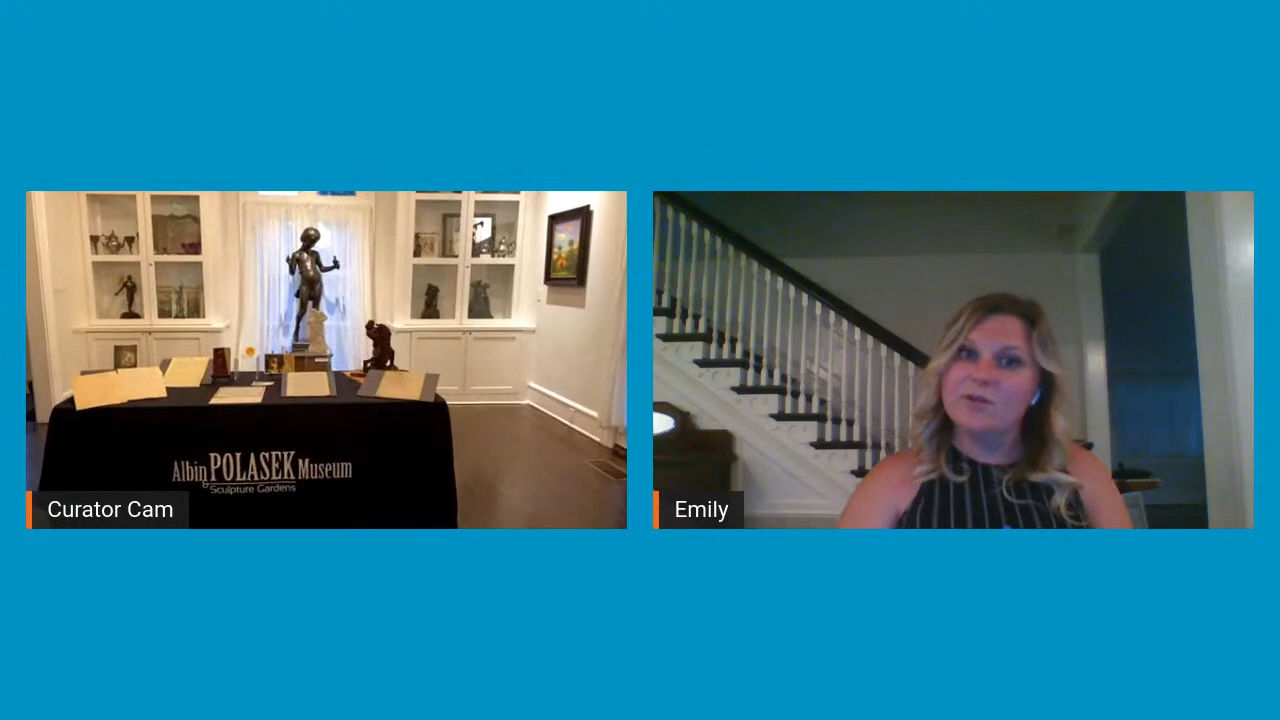 Albin POLASEK Museum
& Sculpture Gardens
Curator Cam
Emily